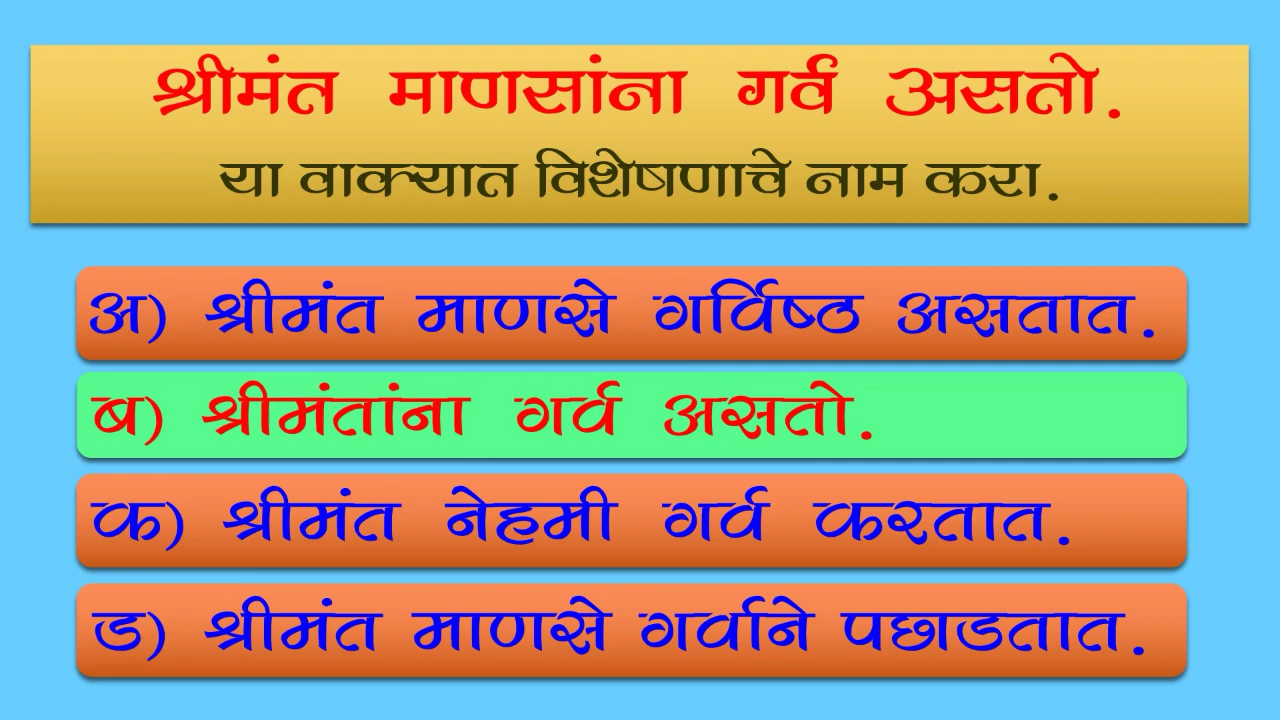 श्रीमंत माणसांना गर्व असतो.
या वाक्यात विशेषणाचे नाम करा.
अ) श्रीमंत माणसे गर्विष्ठ असतात.
ब) श्रीमंतांना गर्व असतो.
क) श्रीमंत नेहमी गर्व करतात.
ड) श्रीमंत माणसे गर्वाने पछाडतात.